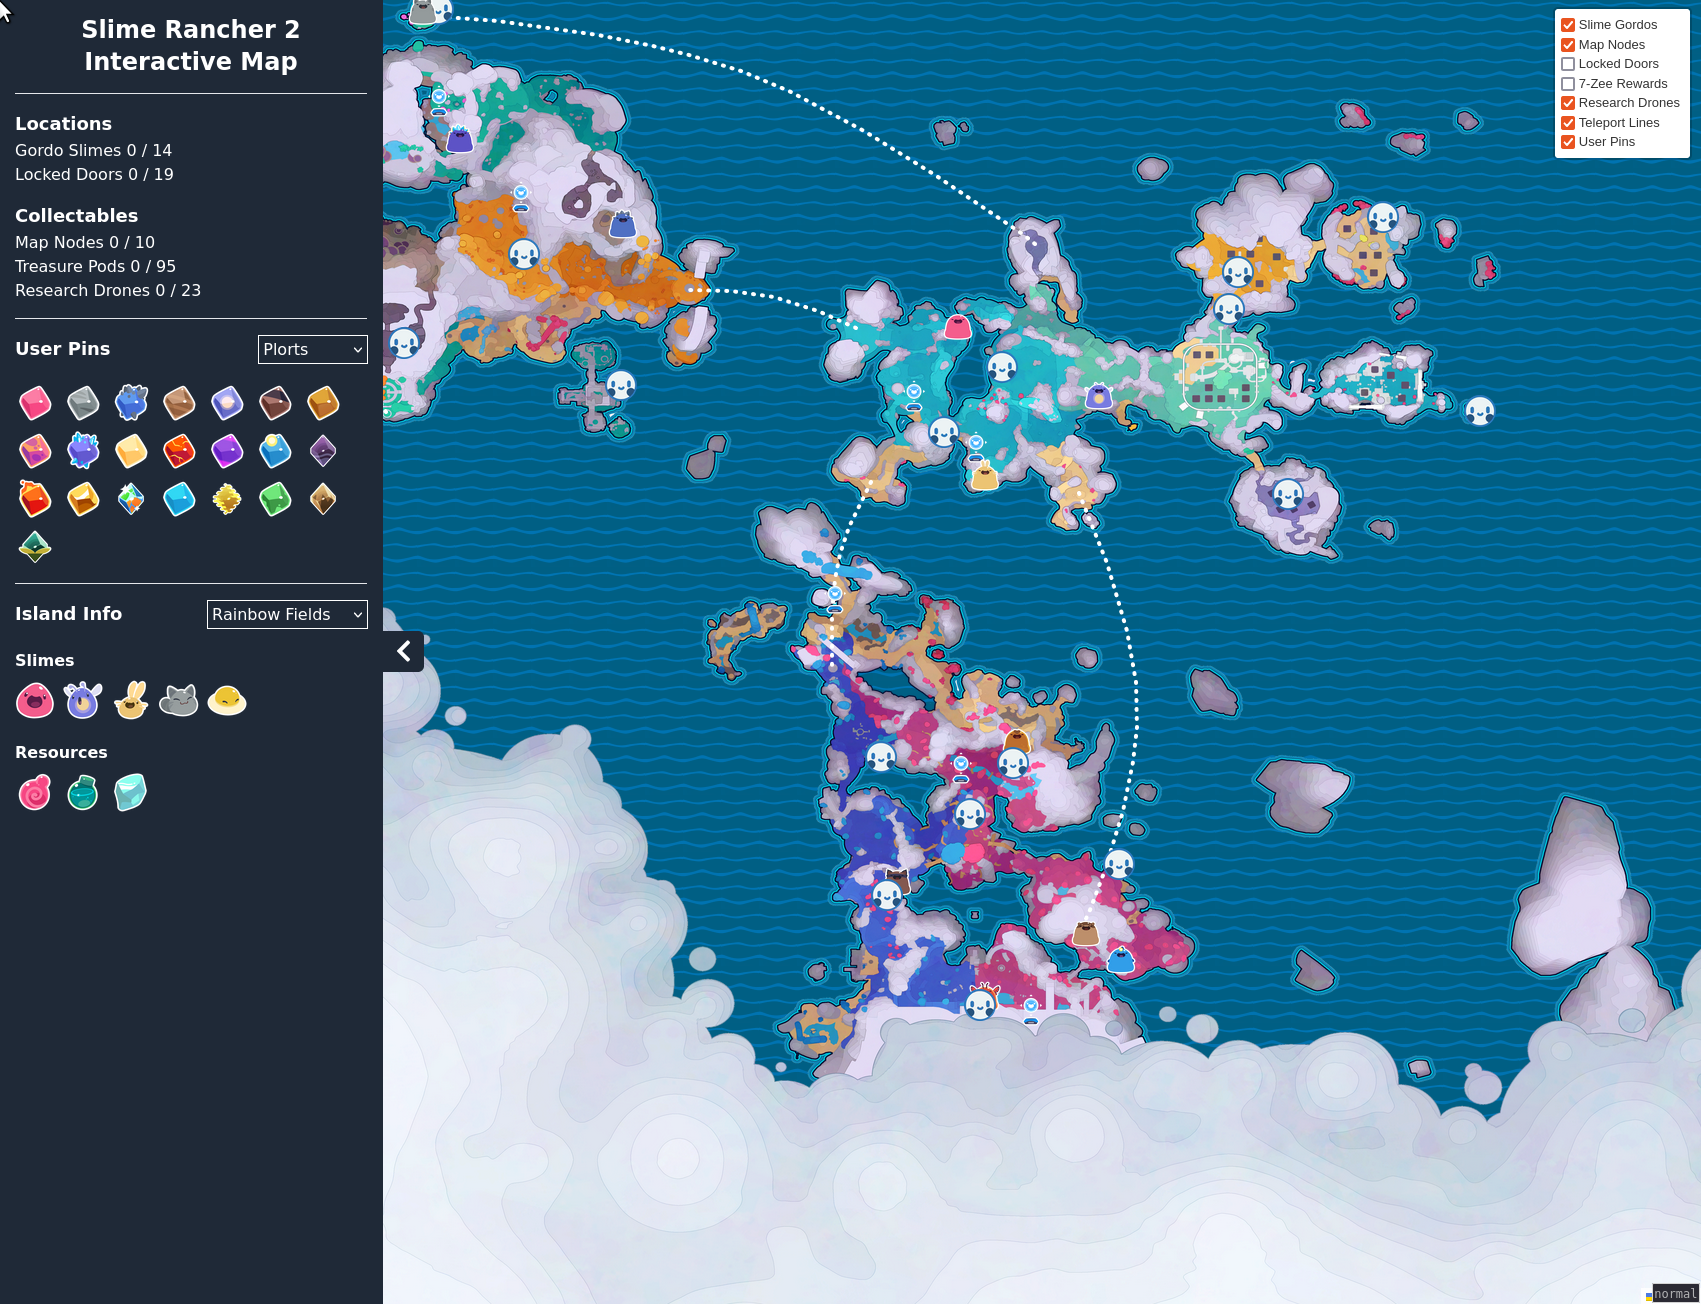 Slime Rancher 2
Interactive Map
Locations
Gordo Slimes 0 / 14
Locked Doors 0 / 19
Collectables
Map Nodes 0 / 10
Treasure Pods 0 / 95
Research Drones 0 / 23
User Pins
Plorts
Island Info
Rainbow Fields
Slimes
Resources
Slime Gordos
Map Nodes
Locked Doors
7-Zee Rewards
Research Drones
Teleport Lines
User Pins
normal